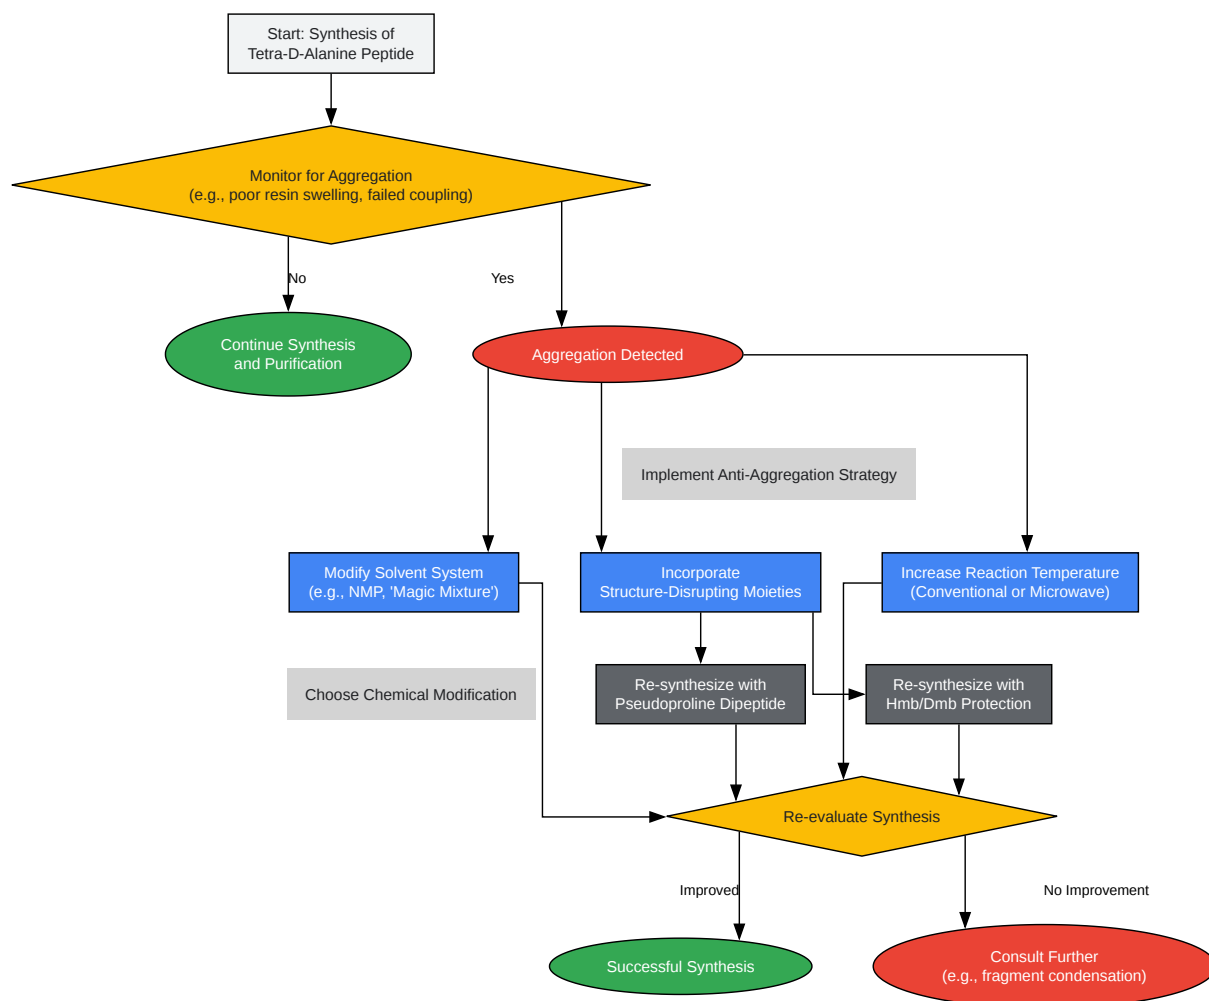 Start: Synthesis of
Tetra-D-Alanine Peptide
Monitor for Aggregation
(e.g., poor resin swelling, failed coupling)
No
Yes
Continue Synthesis
and Purification
Aggregation Detected
Implement Anti-Aggregation Strategy
Modify Solvent System
(e.g., NMP, 'Magic Mixture')
Incorporate
Structure-Disrupting Moieties
Increase Reaction Temperature
(Conventional or Microwave)
Choose Chemical Modification
Re-synthesize with
Pseudoproline Dipeptide
Re-synthesize with
Hmb/Dmb Protection
Re-evaluate Synthesis
Improved
No Improvement
Successful Synthesis
Consult Further
(e.g., fragment condensation)